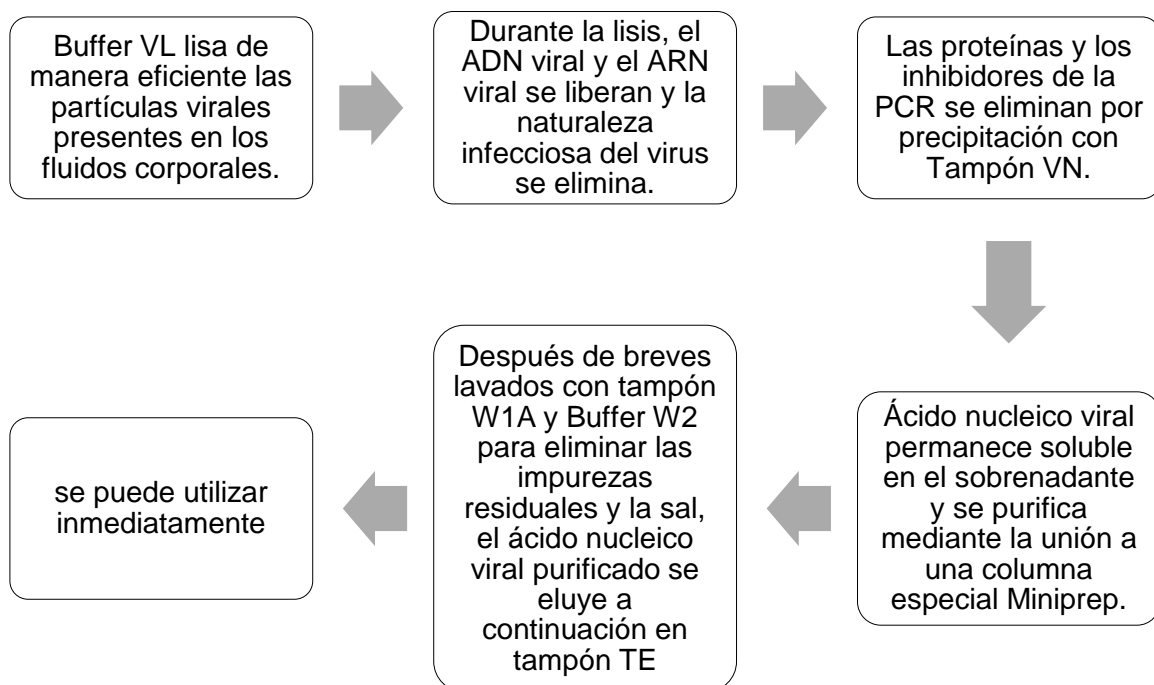 Buffer VL lisa de
manera eficiente las
partículas virales
presentes en los
fluidos corporales.
Durante la lisis, el
ADN viral y el ARN
viral se liberan y la
naturaleza
infecciosa del virus
se elimina.
Las proteínas y los
inhibidores de la
PCR se eliminan por
precipitación con
Tampón VN.
Ácido nucleico viral
permanece soluble
en el sobrenadante
y se purifica
mediante la unión a
una columna
especial Miniprep.
Después de breves
lavados con tampón
W1A y Buffer W2
para eliminar las
impurezas
residuales y la sal,
el ácido nucleico
viral purificado se
eluye a
continuación en
tampón TE
se puede utilizar
inmediatamente